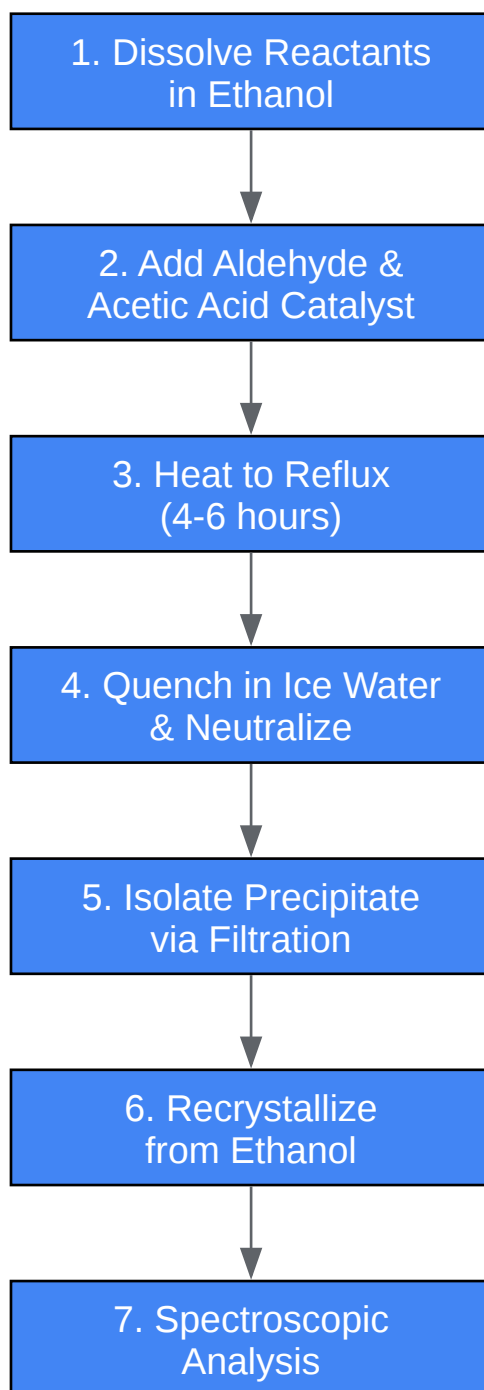 1. Dissolve Reactants
in Ethanol
2. Add Aldehyde &
Acetic Acid Catalyst
3. Heat to Reflux
(4-6 hours)
4. Quench in Ice Water
& Neutralize
5. Isolate Precipitate
via Filtration
6. Recrystallize
from Ethanol
7. Spectroscopic
Analysis